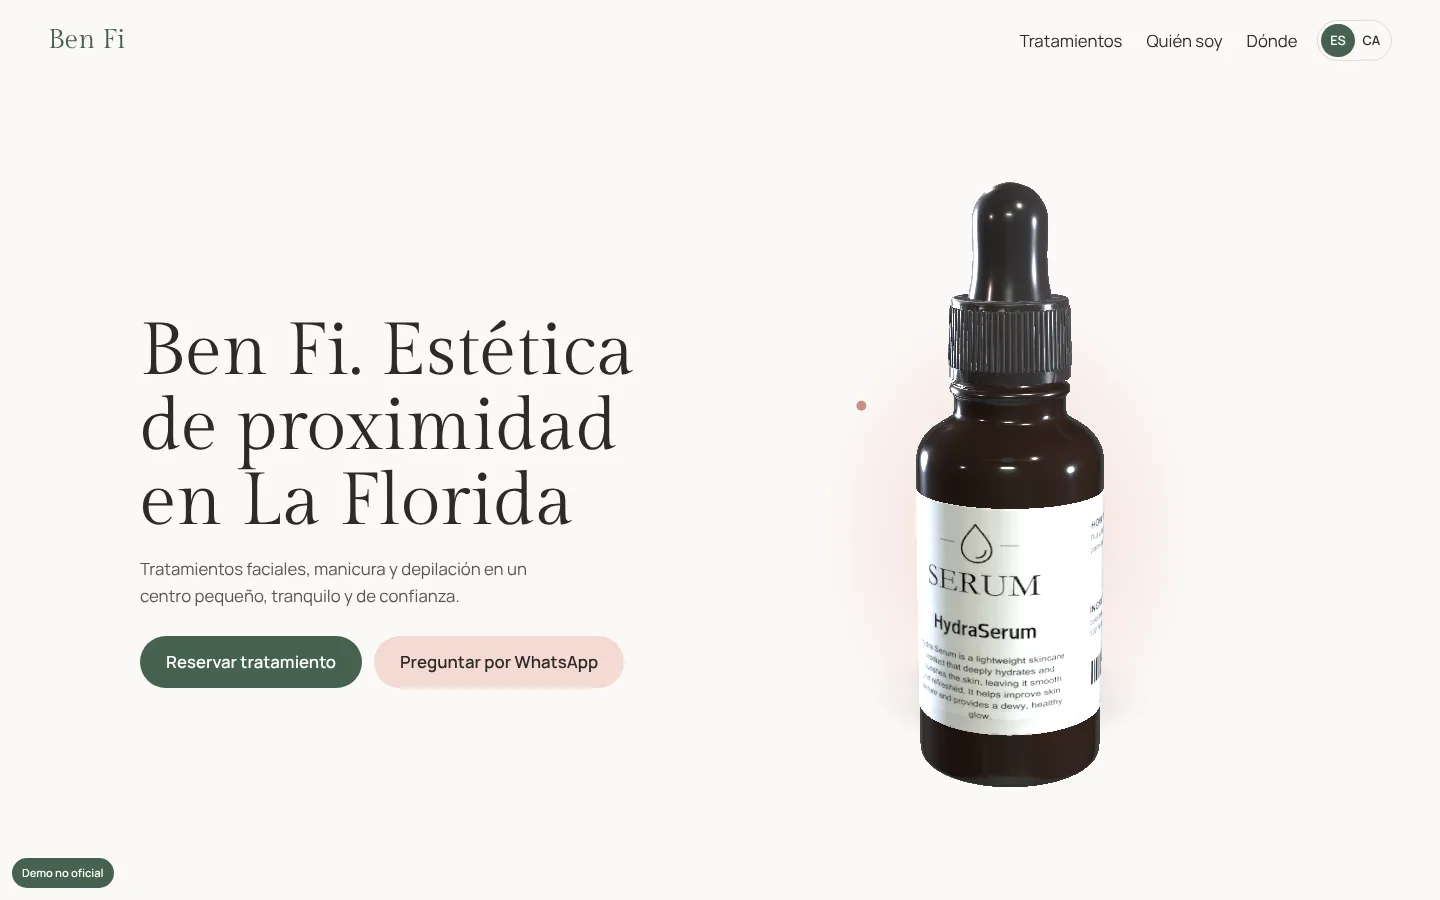 Ben Fi
Tratamientos
Quién soy
Dónde
ES
CA
Ben Fi. Estética
de proximidad
en La Florida
Tratamientos faciales, manicura y depilación en un
centro pequeño, tranquilo y de confianza.
Reservar tratamiento
Preguntar por WhatsApp
SERUM
HydraSerum
Serum is a lightweight skincare
that deeply hydrates and
the skin, leaving it smooth
refreshed. It helps improve skin
and provides a dewy, healthy
glow.
Demo no oficial